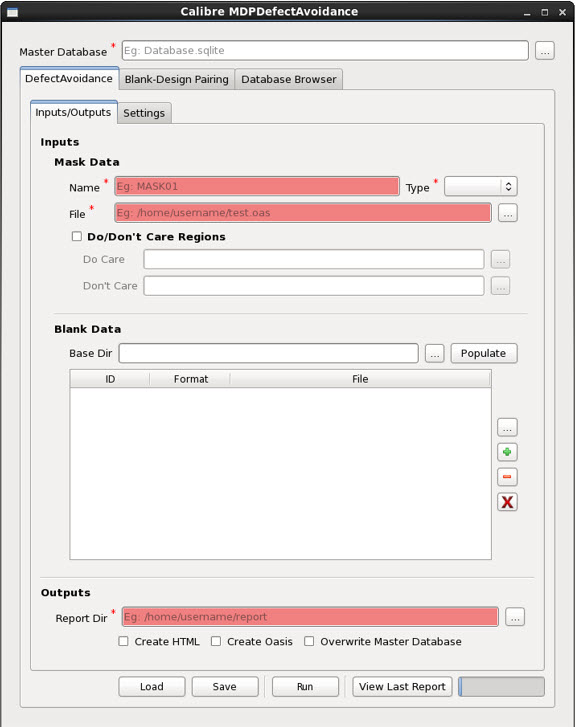 Calibre MDPDefectAvoidance
Master Database * Eg: Database.sqlite ...
DefectAvoidance Blank-Design Pairing Database Browser
Inputs/Outputs Settings
Inputs
Mask Data
Name * Eg: MASK01 Type *
File * Eg: /home/username/test.oas ...
Do/Don't Care Regions
Do Care ...
Don't Care ...
Blank Data
Base Dir ... Populate
ID Format File
...
Outputs
Report Dir * Eg: /home/username/report ...
Create HTML Create Oasis Overwrite Master Database
Load Save Run View Last Report